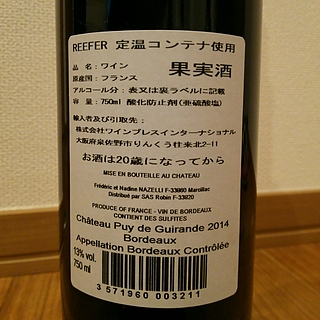 REEFER 定温コンテナ使用
品 名：ワイン
果実酒
原産国：フランス
アルコール分：表又は裏ラベルに記載
容 量：750ml 酸化防止剤(亜硫酸塩)
輸入者及び引取先：
株式会社ワインプレスインターナショナル
大阪府泉佐野市りんくう往来北2-11
お酒は20歳になってから
MISE EN BOUTEILLE AU CHATEAU
Frédéric et Nadine NAZELLI F-33860 Marcillac
Distribué par SAS Robin F-33620
PRODUCE OF FRANCE - VIN DE BORDEAUX
CONTIENT DES SULFITES
Château Puy de Guirande 2014
Bordeaux
Appellation Bordeaux Contrôlée
13% vol.
750 ml
3 571960 003211